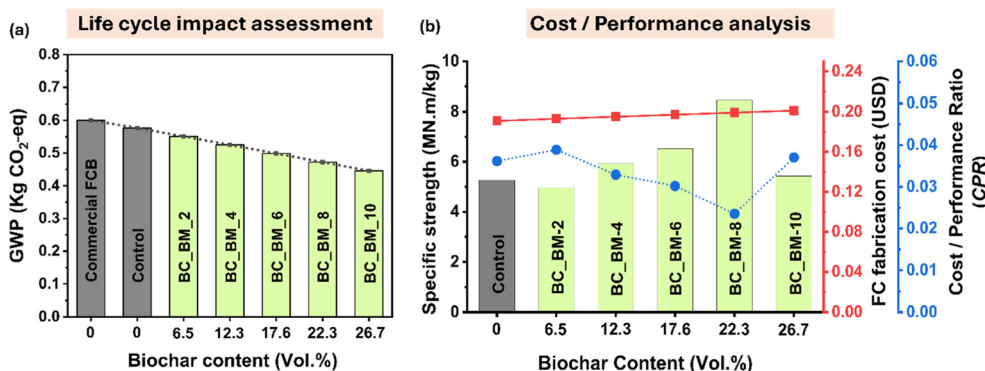 (a)
Life cycle impact assessment
GWP (Kg CO₂-eq)
0.8
0.7
0.6
0.5
0.4
0.3
0.2
0.1
0.0
Commercial FCB
Control
BC_BM_2
BC_BM_4
BC_BM_6
BC_BM_8
BC_BM_10
0 0 6.5 12.3 17.6 22.3 26.7
Biochar content (Vol.%)
(b)
Cost / Performance analysis
Specific strength (MN.m/kg)
10
8
6
4
2
0
Control
BC_BM-2
BC_BM-4
BC_BM-6
BC_BM-8
BC_BM-10
0 6.5 12.3 17.6 22.3 26.7
Biochar Content (Vol.%)
0.24
0.20
0.16
0.12
0.08
0.04
0.00
FC fabrication cost (USD)
0.06
0.05
0.04
0.03
0.02
0.01
0.00
Cost / Performance Ratio
(CPR)